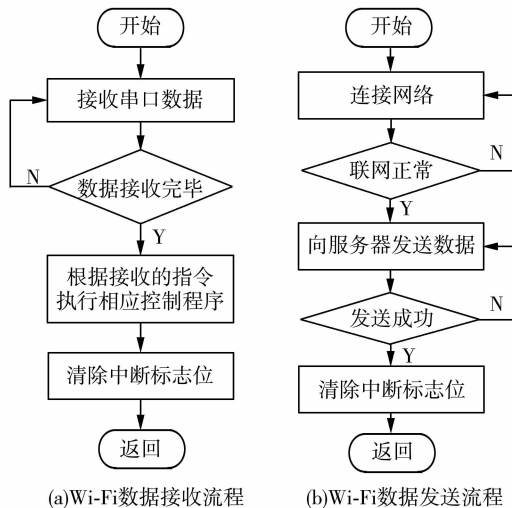 开始
接收串口数据
N
数据接收完毕
Y
根据接收的指令
执行相应控制程序
清除中断标志位
返回
(a)Wi-Fi数据接收流程
开始
连接网络
联网正常
N
Y
向服务器发送数据
发送成功
N
Y
清除中断标志位
返回
(b)Wi-Fi数据发送流程